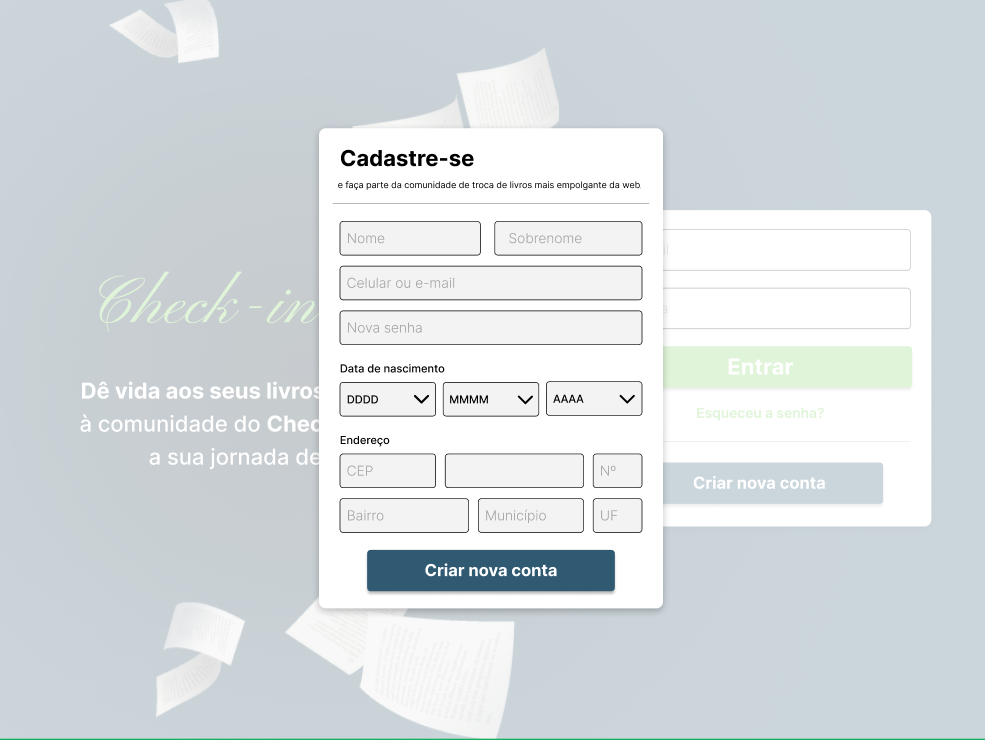 Cadastre-se
e faça parte da comunidade de troca de livros mais empolgante da web.
Nome
Sobrenome
Celular ou e-mail
Nova senha
Data de nascimento
DDDD
MMMM
AAAA
Endereço
CEP
Nº
Bairro
Município
UF
Criar nova conta
Check-in
Dê vida aos seus livros
à comunidade do Chec
a sua jornada de
Entrar
Esqueceu a senha?
Criar nova conta